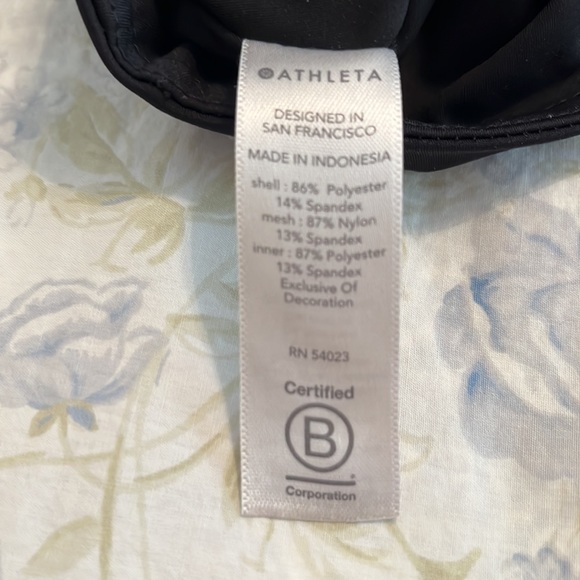 ATHLETA
DESIGNED IN
SAN FRANCISCO
MADE IN INDONESIA
shell : 86% Polyester
14% Spandex
mesh : 87% Nylon
13% Spandex
inner : 87% Polyester
13% Spandex
Exclusive Of
Decoration
RN 54023
Certified
B
Corporation